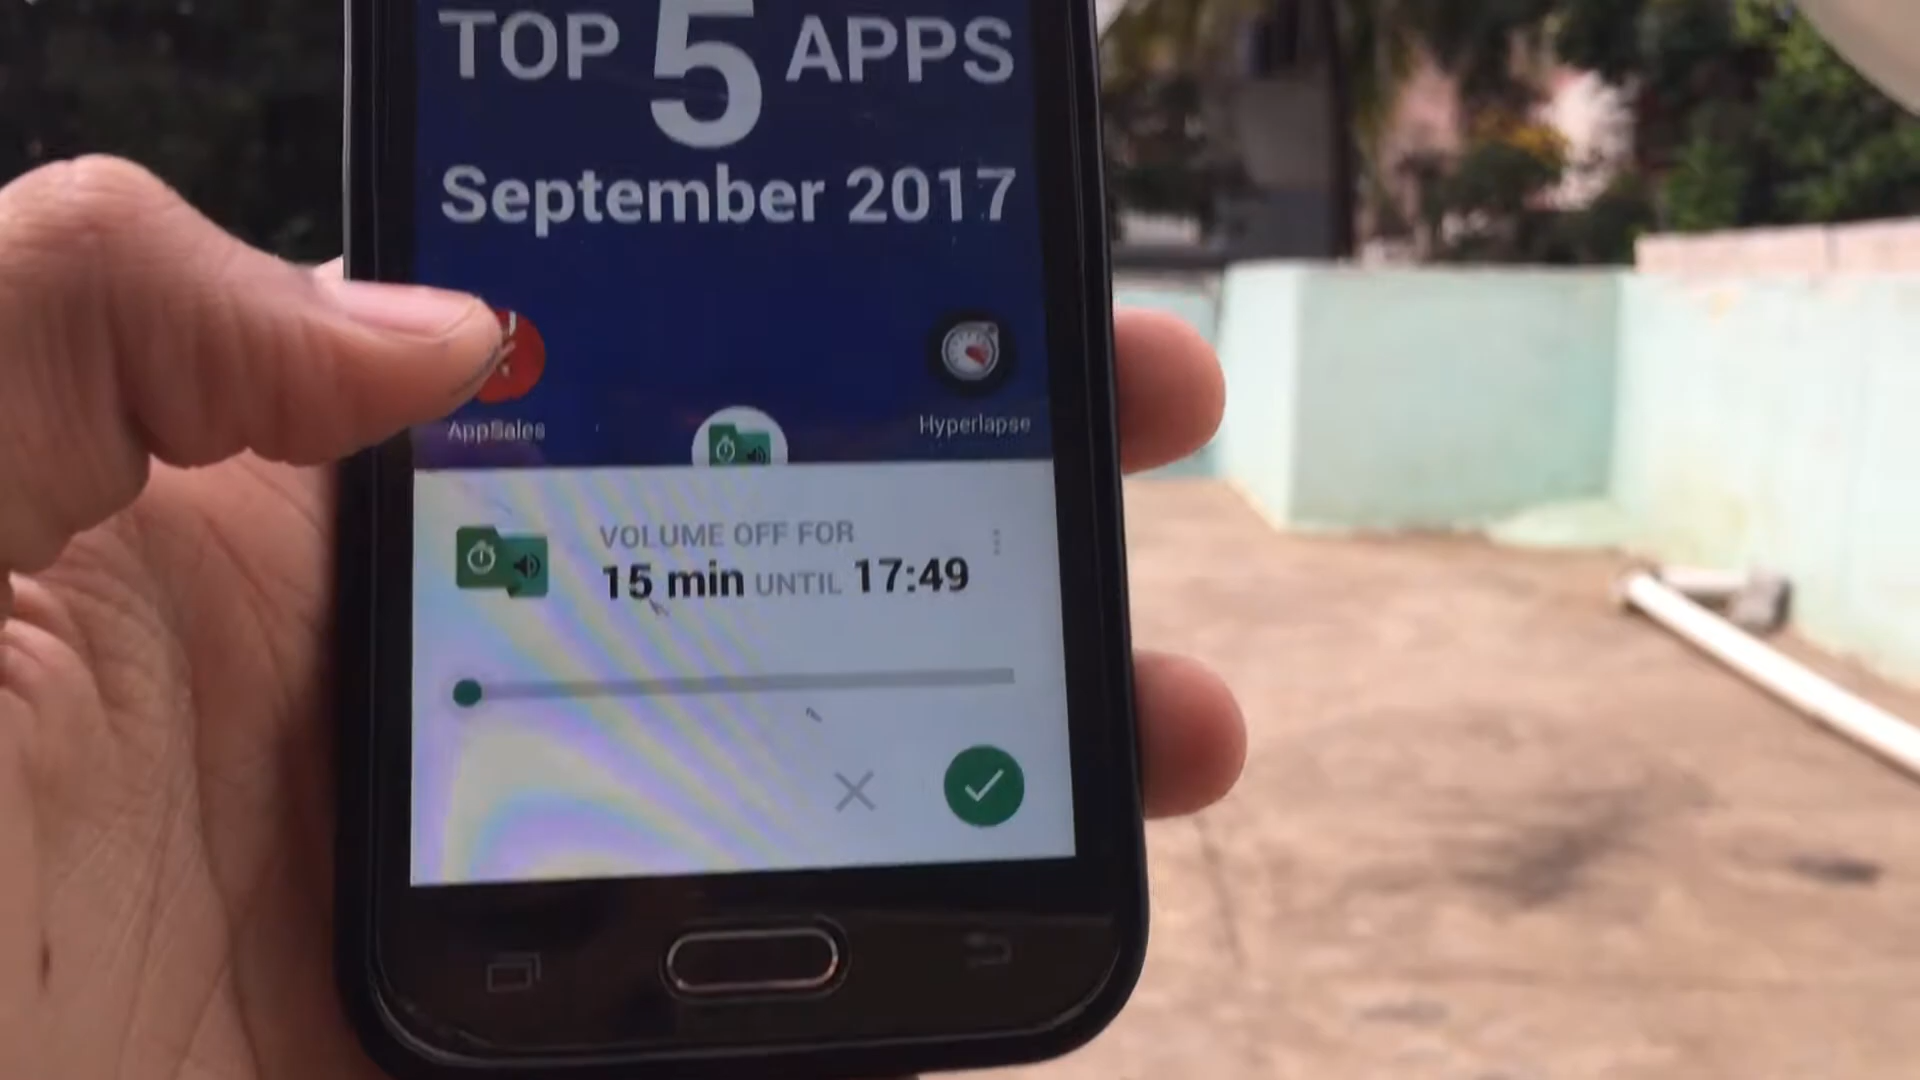 TOP 5 APPS
September 2017
AppSales
Hyperlapse
VOLUME OFF FOR
15 min UNTIL 17:49